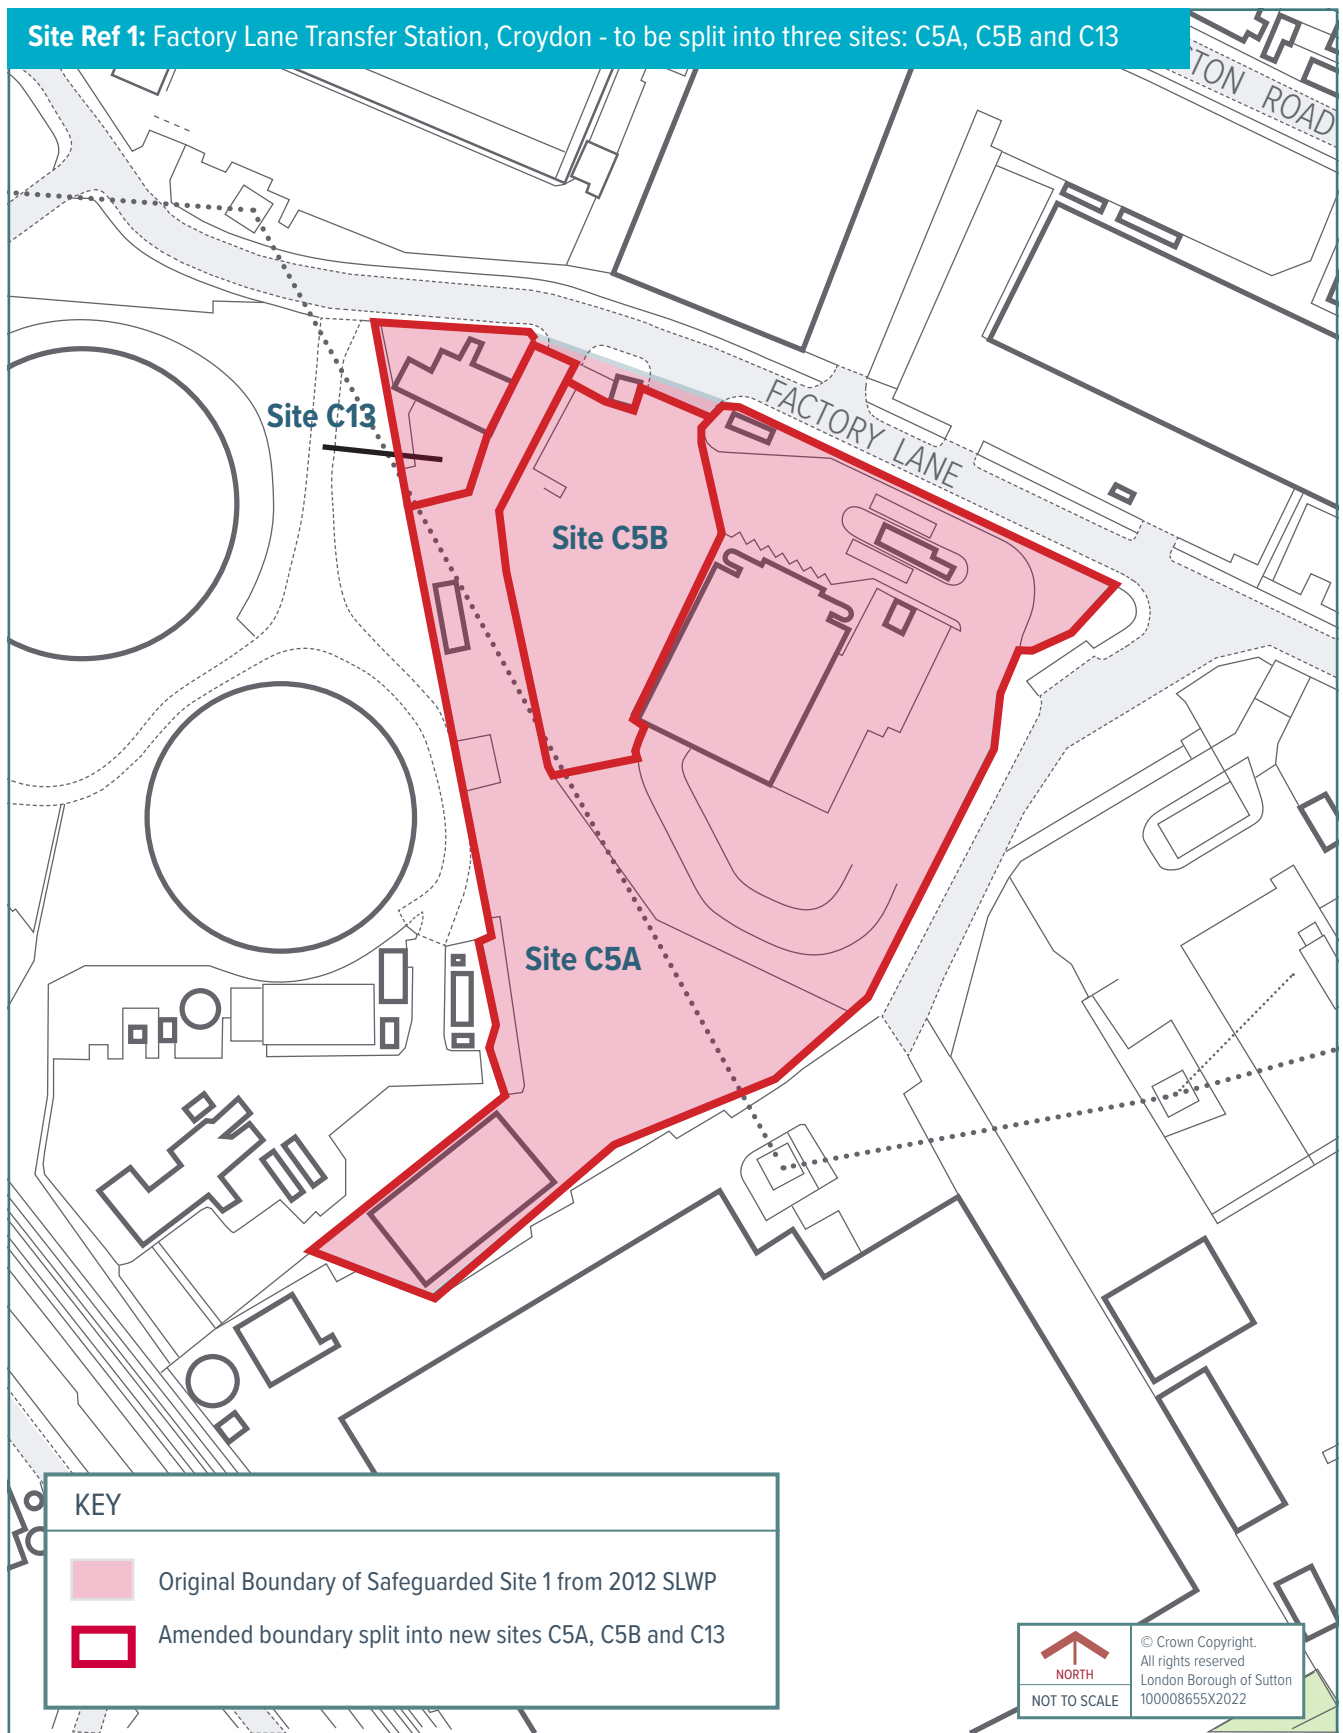 Site Ref 1: Factory Lane Transfer Station, Croydon - to be split into three sites: C5A, C5B and C13
TON ROAD
FACTORY LANE
Site C13
Site C5B
Site C5A
KEY
Original Boundary of Safeguarded Site 1 from 2012 SLWP
Amended boundary split into new sites C5A, C5B and C13
NORTH
NOT TO SCALE
© Crown Copyright.
All rights reserved
London Borough of Sutton
100008655X2022